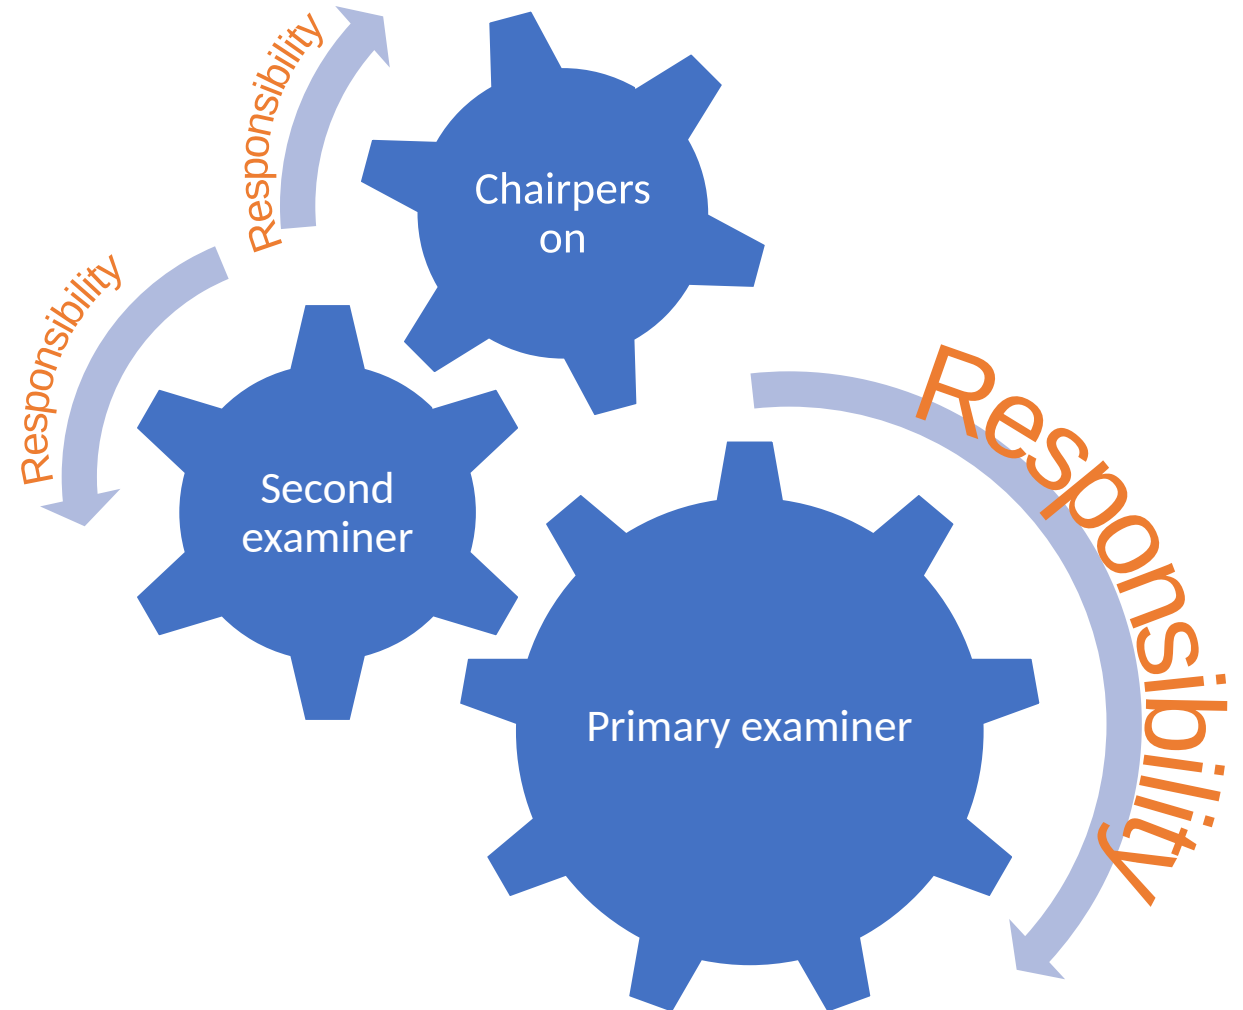 Responsibility
Chairpers
on
Responsibility
Second
examiner
Responsibility
Primary examiner